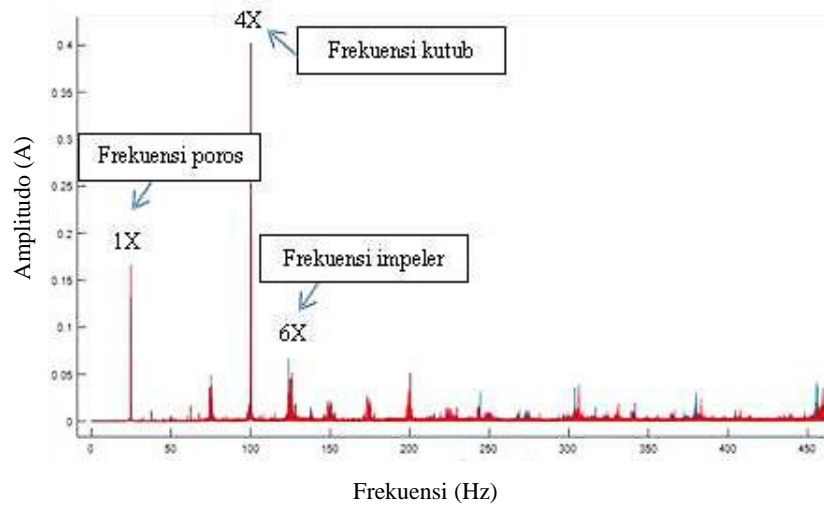 4X
Frekuensi kutub
0.4
0.35
0.3
Frekuensi poros
0.25
0.2
1X
Frekuensi impeler
0.15
6X
0.1
0.05
0
0 50 100 150 200 250 300 350 400 450
Amplitudo (A)
Frekuensi (Hz)